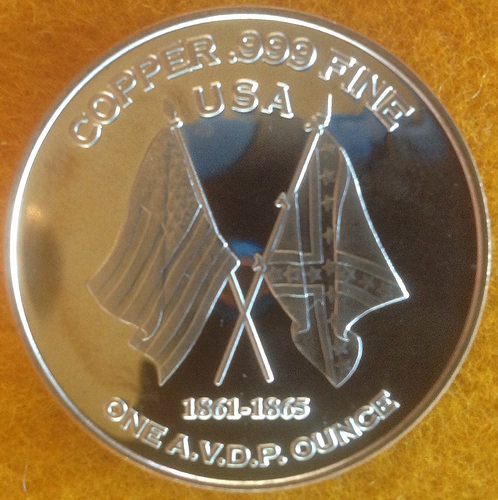 COPPER .999 FINE
USA
1861-1865
ONE A.V.D.P. OUNCE